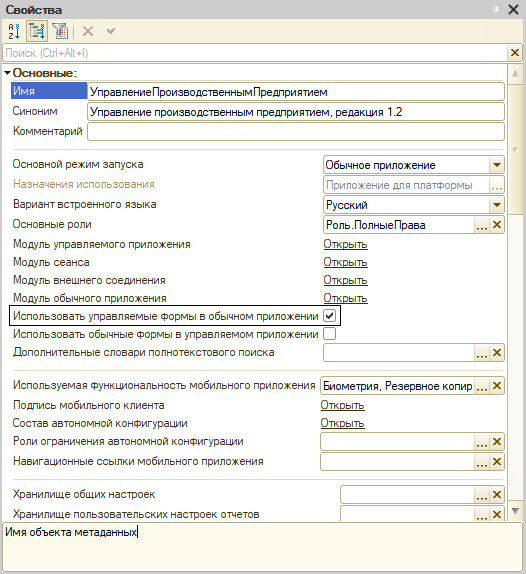 Свойства
Поиск (Ctrl+Alt+I)
Основные:
Имя УправлениеПроизводственнымПредприятием
Синоним Управление производственным предприятием, редакция 1.2
Комментарий
Основной режим запуска Обычное приложение
Назначения использования Приложение для платформы ...
Вариант встроенного языка Русский
Основные роли Роль.ПолныеПрава ...
Модуль управляемого приложения Открыть
Модуль сеанса Открыть
Модуль внешнего соединения Открыть
Модуль обычного приложения Открыть
Использовать управляемые формы в обычном приложении
Использовать обычные формы в управляемом приложении
Дополнительные словари полнотекстового поиска ...
Используемая функциональность мобильного приложения Биометрия, Резервное копир ...
Подпись мобильного клиента Открыть
Состав автономной конфигурации Открыть
Роли ограничения автономной конфигурации ...
Навигационные ссылки мобильного приложения ...
Хранилище общих настроек ...
Хранилище пользовательских настроек отчетов ...
Имя объекта метаданных